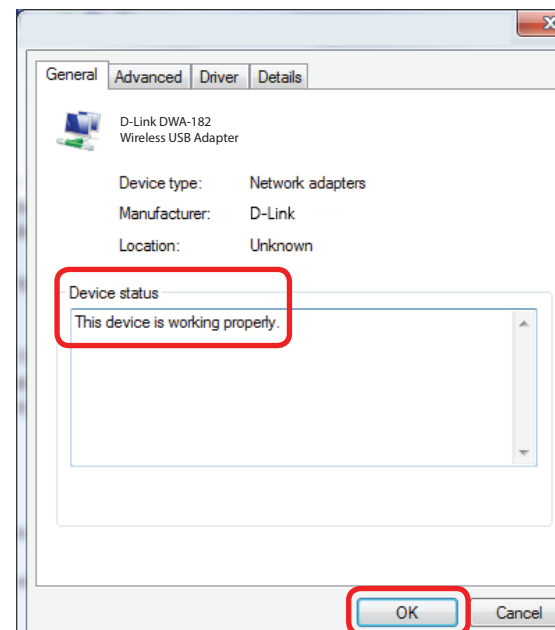 General Advanced Driver Details
D-Link DWA-182
Wireless USB Adapter
Device type: Network adapters
Manufacturer: D-Link
Location: Unknown
Device status
This device is working properly.
OK Cancel